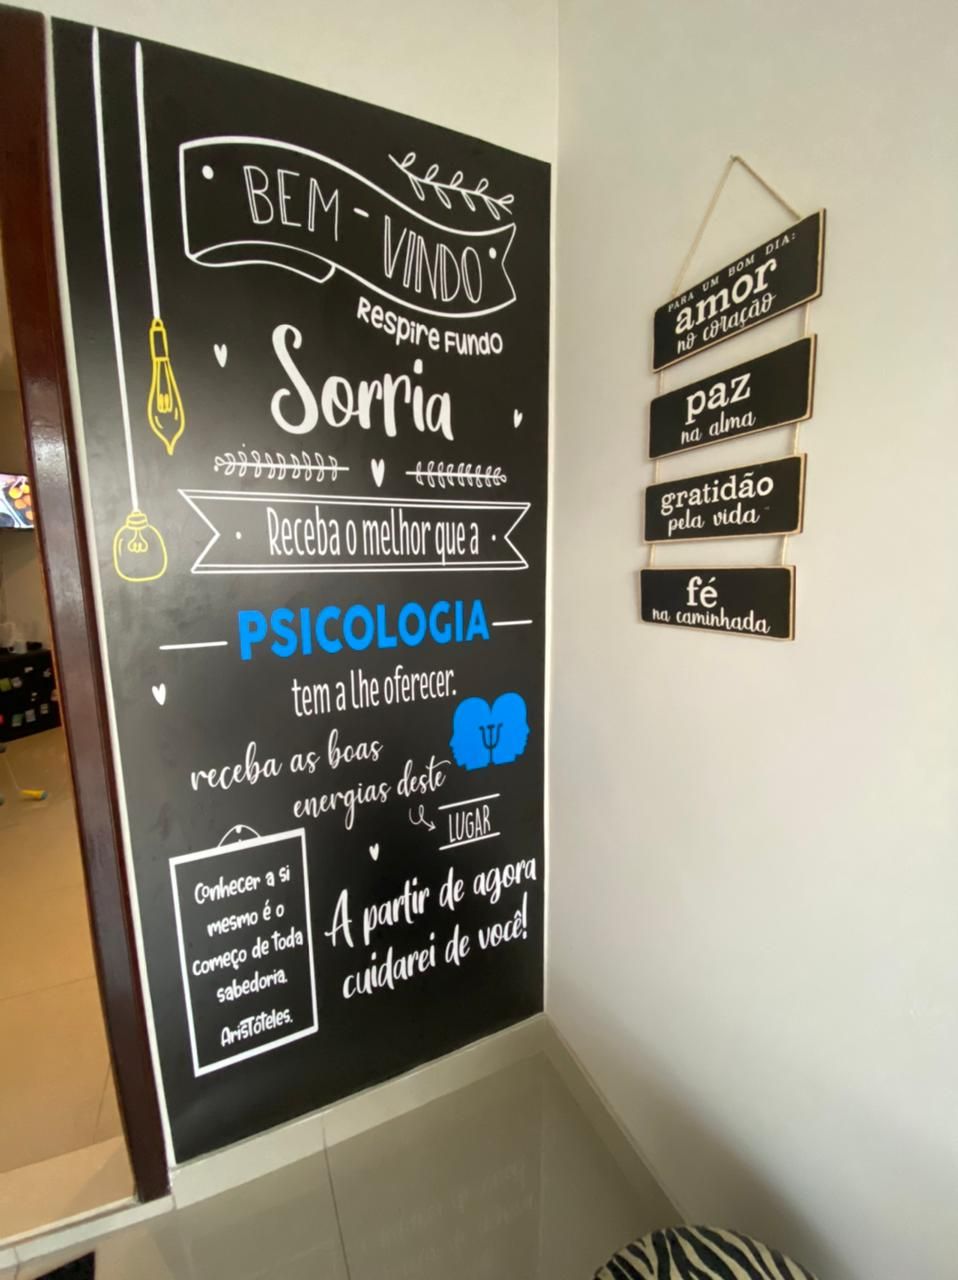 BEM-VINDO
Respire Fundo
Sorria
Receba o melhor que a
PSICOLOGIA
tem a lhe oferecer.
receba as boas
energias deste
LUGAR
Conhecer a si
mesmo é o
começo de toda
sabedoria.
Aristóteles.
A partir de agora
cuidarei de você!
PARA UM BOM DIA:
amor
no coração
paz
na alma
gratidão
pela vida
fé
na caminhada